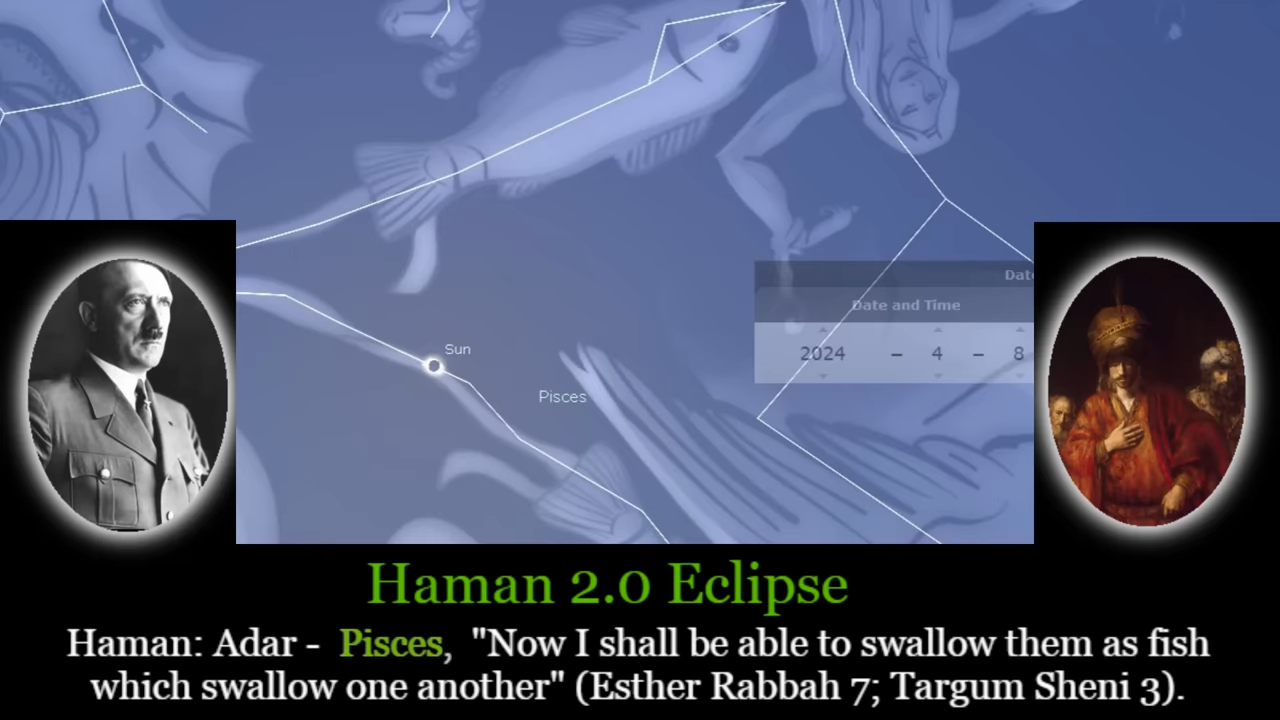 Sun
Pisces
Date
Date and Time
2024 – 4 – 8
Haman 2.0 Eclipse
Haman: Adar - Pisces, "Now I shall be able to swallow them as fish
which swallow one another" (Esther Rabbah 7; Targum Sheni 3).